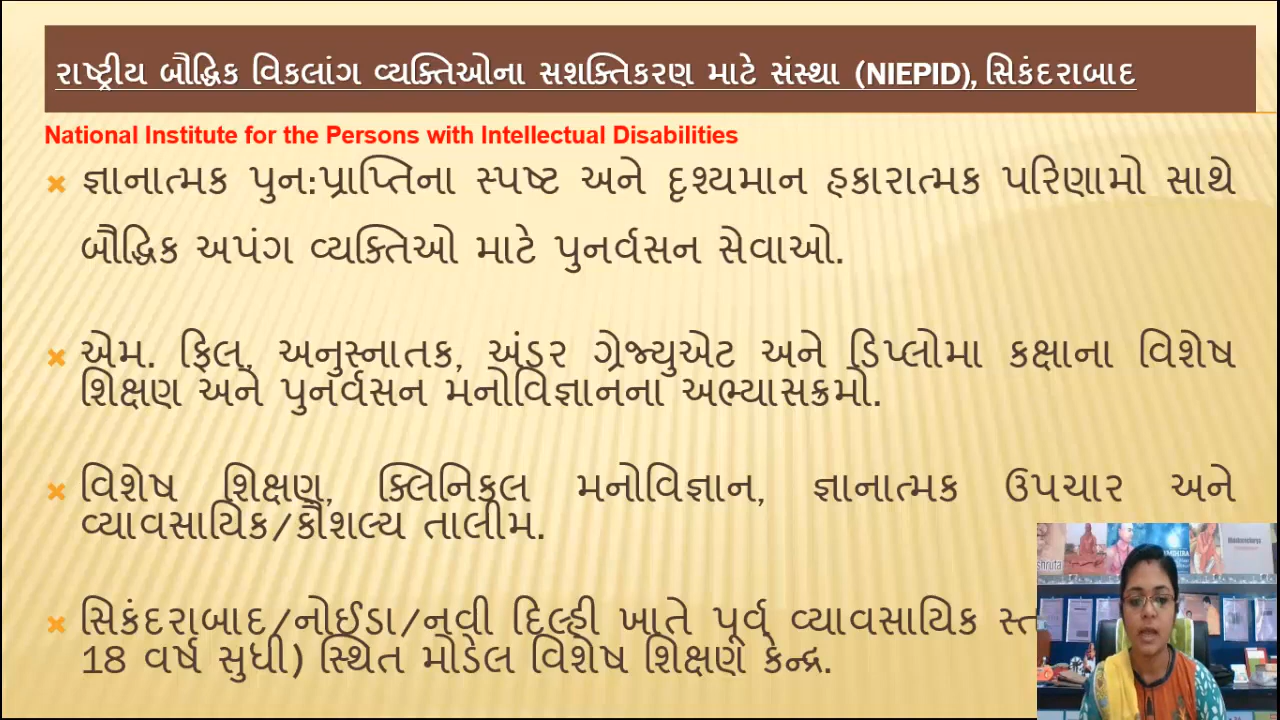 રાષ્ટ્રીય બૌદ્ધિક વિકલાંગ વ્યક્તિઓના સશક્તિકરણ માટે સંસ્થા (NIEPID), સિકંદરાબાદ
National Institute for the Persons with Intellectual Disabilities
જ્ઞાનાત્મક પુન:પ્રાપ્તિના સ્પષ્ટ અને દૃશ્યમાન હકારાત્મક પરિણામો સાથે
બૌદ્ધિક અપંગ વ્યક્તિઓ માટે પુનર્વસન સેવાઓ.
એમ. ફિલ, અનુસ્નાતક, અંડર ગ્રેજ્યુએટ અને ડિપ્લોમા કક્ષાના વિશેષ
શિક્ષણ અને પુનર્વસન મનોવિજ્ઞાનના અભ્યાસક્રમો.
વિશેષ શિક્ષણ, ક્લિનિકલ મનોવિજ્ઞાન, જ્ઞાનાત્મક ઉપચાર અને
વ્યાવસાયિક/કૌશલ્ય તાલીમ.
સિકંદરાબાદ/નોઈડા/નવી દિલ્હી ખાતે પૂર્વ વ્યાવસાયિક
18 વર્ષ સુધી) સ્થિત મોડેલ વિશેષ શિક્ષણ કેન્દ્ર.